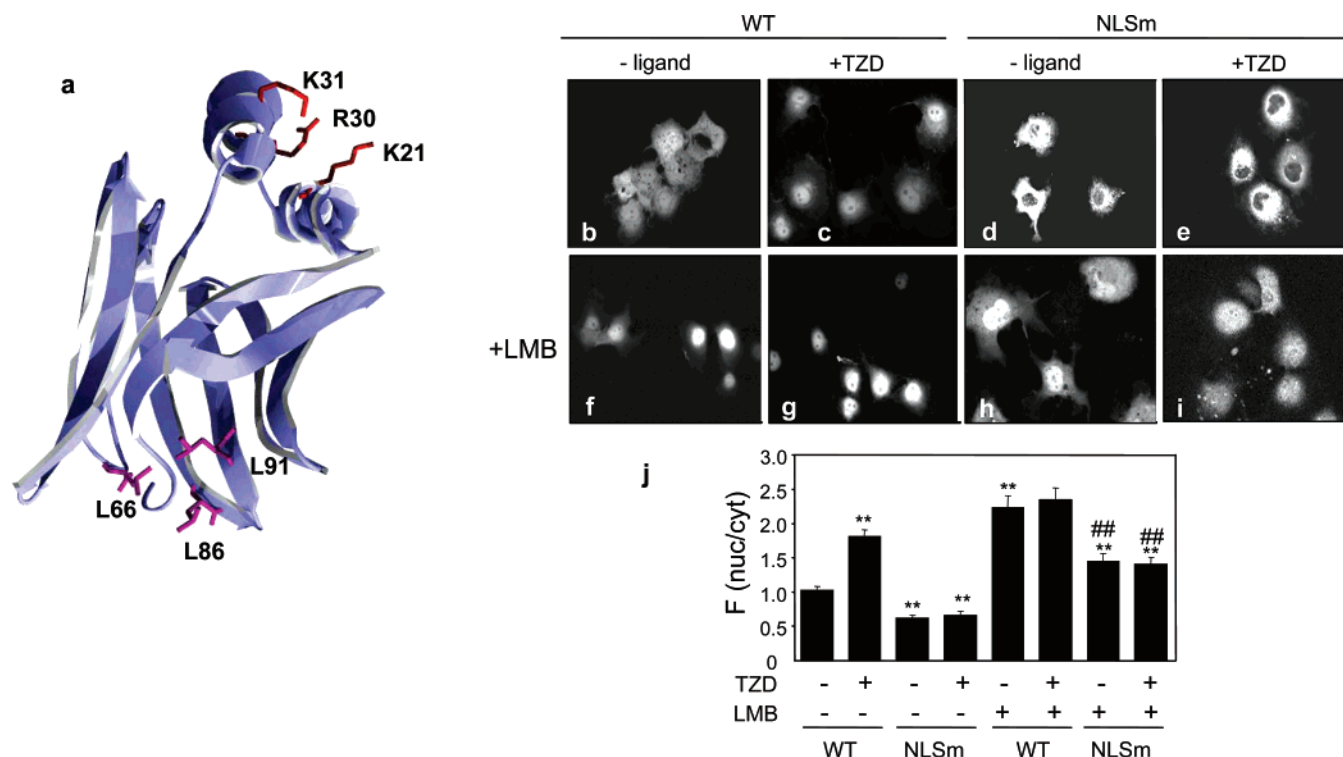 a
K31
R30
K21
L91
L66
L86
WT NLSm
- ligand +TZD - ligand +TZD
b c d e
+LMB
f g h i
j
F (nuc/cyt)
3.0
2.5
2.0
1.5
1.0
0.5
0
** ** ** ** ## ** ## **
TZD - + - + - + - +
LMB - - - - + + + +
WT NLSm WT NLSm